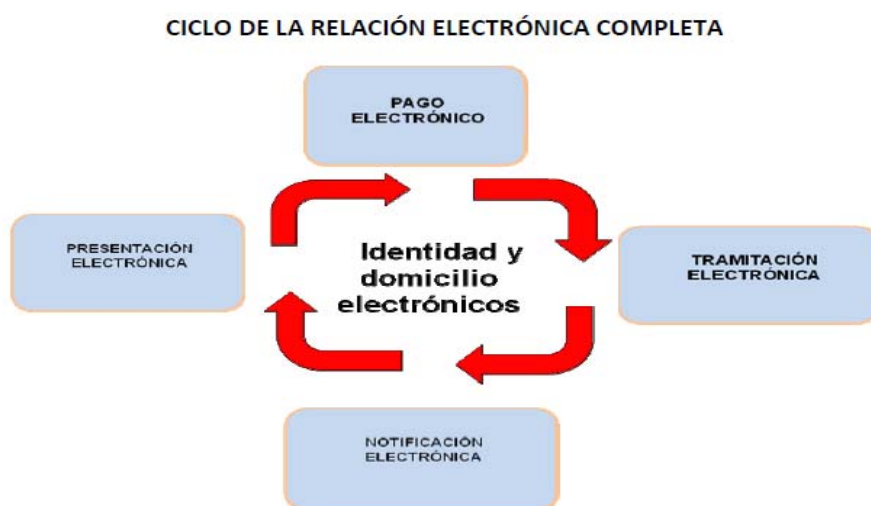 CICLO DE LA RELACIÓN ELECTRÓNICA COMPLETA
PAGO
ELECTRÓNICO
PRESENTACIÓN
ELECTRÓNICA
Identidad y
domicilio
electrónicos
TRAMITACIÓN
ELECTRÓNICA
NOTIFICACIÓN
ELECTRÓNICA